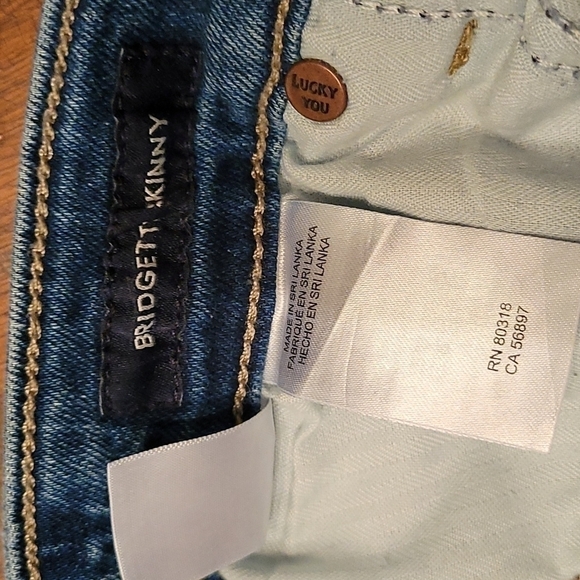 LUCKY
YOU
BRIDGETT
MADE IN SRI LANKA
FABRIQUÉ EN SRI LANKA
HECHO EN SRI LANKA
RN 80318
CA 56897